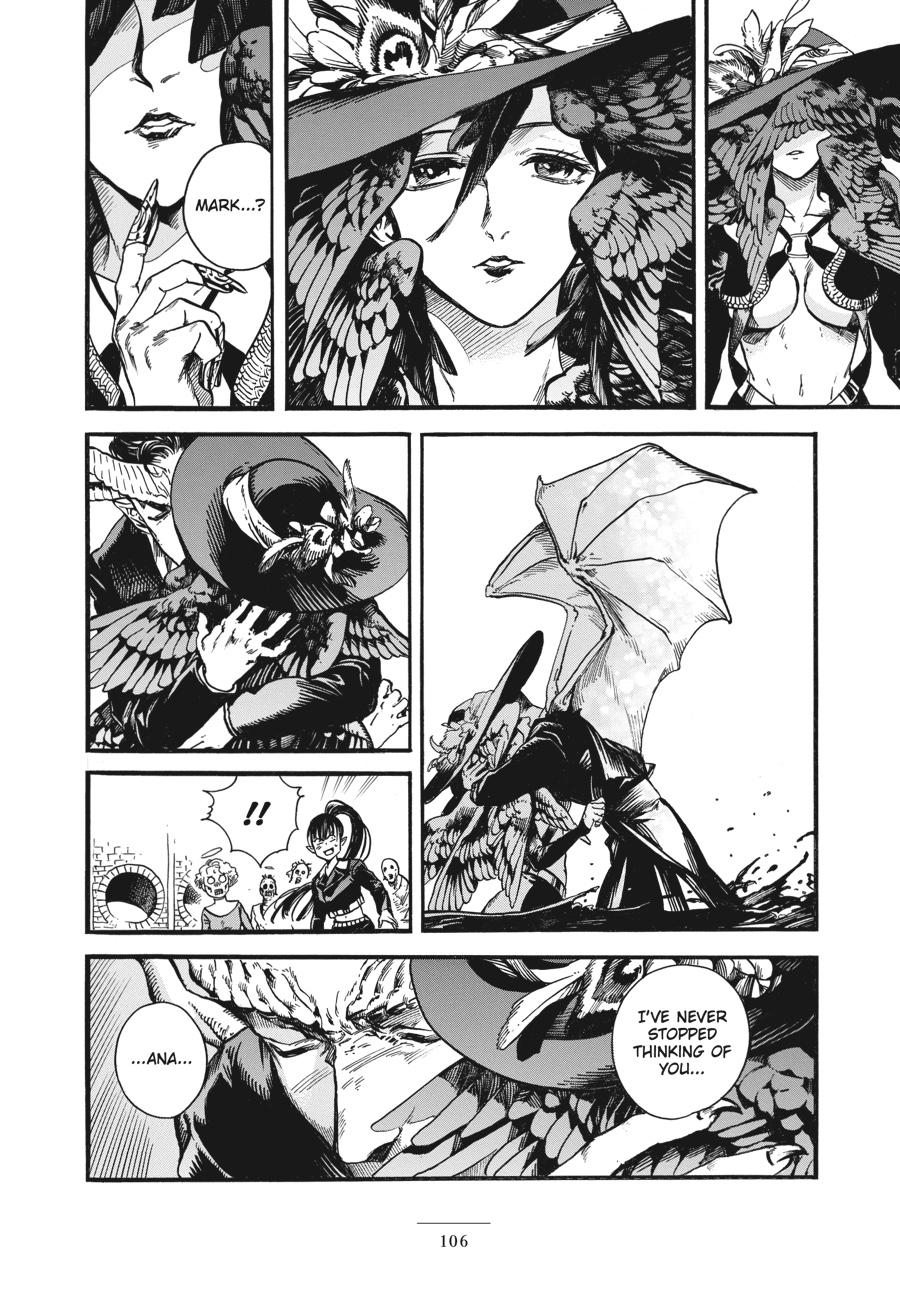 MARK...?
!!
I'VE NEVER
STOPPED
THINKING OF
YOU...
...ANA...
106